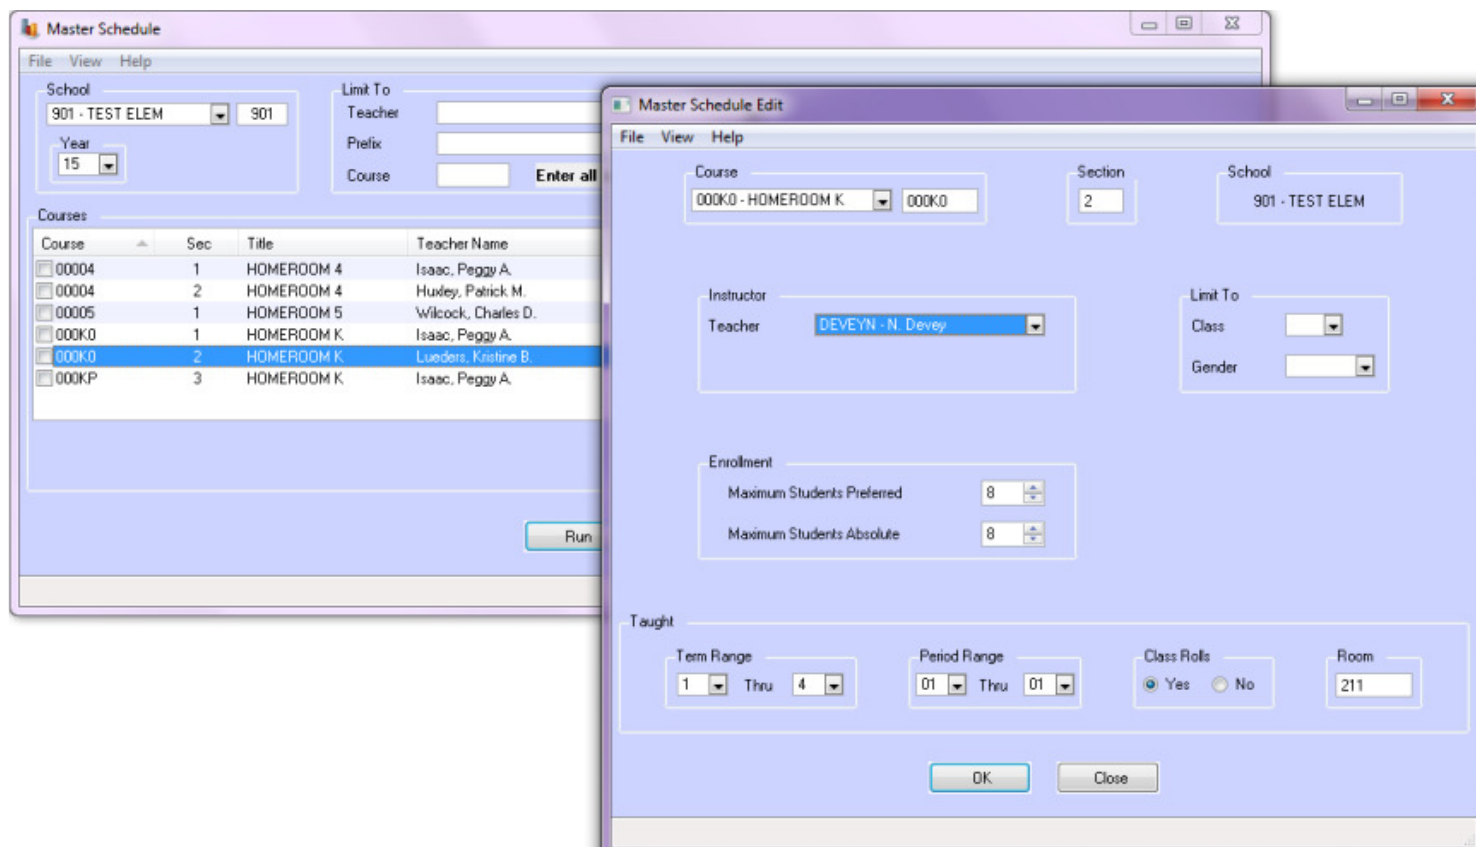 Master Schedule
File View Help
School
901 - TEST ELEM 901
Year
15
Limit To
Teacher
Prefix
Course Enter all
Courses
Course Sec Title Teacher Name
00004 1 HOMEROOM 4 Isaac, Peggy A.
00004 2 HOMEROOM 4 Huxley, Patrick M.
00005 1 HOMEROOM 5 Wilcock, Charles D.
000K0 1 HOMEROOM K Isaac, Peggy A.
000K0 2 HOMEROOM K Lueders, Kristine B.
000KP 3 HOMEROOM K Isaac, Peggy A.
Run
Master Schedule Edit
File View Help
Course
000K0 - HOMEROOM K 000K0
Section
2
School
901 - TEST ELEM
Instructor
Teacher DEVEYN - N. Devey
Limit To
Class
Gender
Enrollment
Maximum Students Preferred 8
Maximum Students Absolute 8
Taught
Term Range
1 Thru 4
Period Range
01 Thru 01
Class Rolls
Yes No
Room
211
OK Close